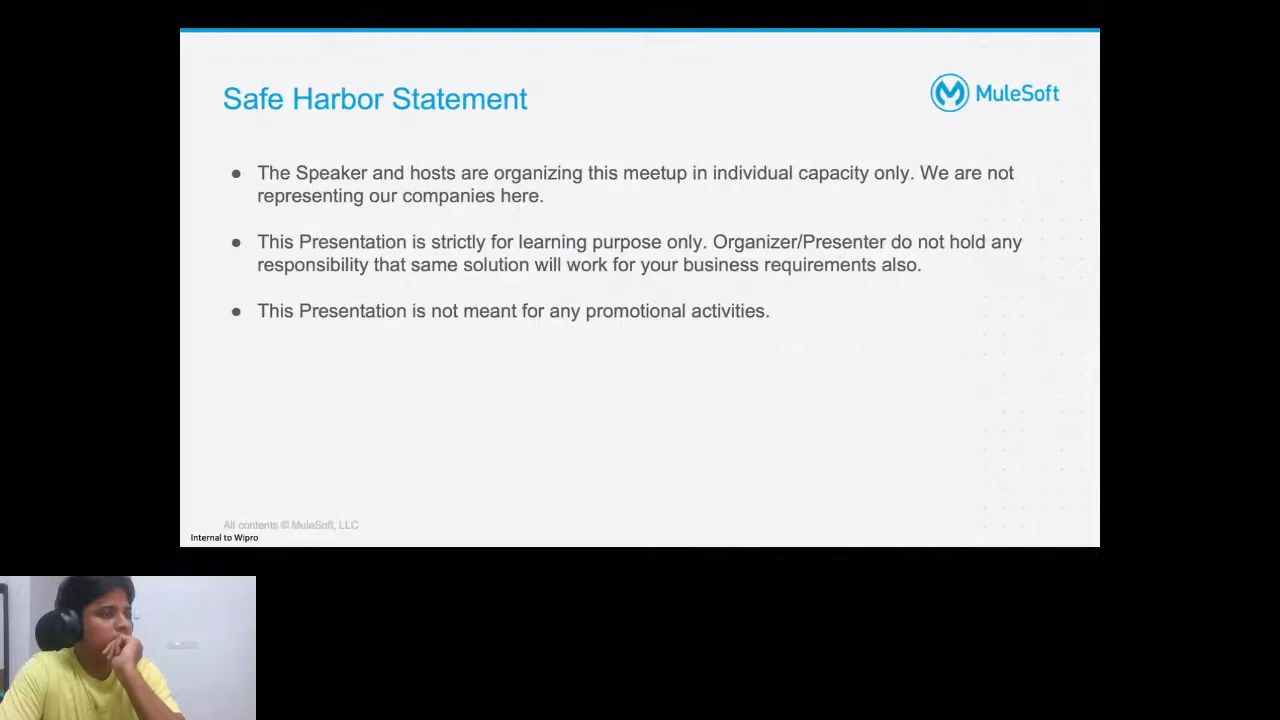 Safe Harbor Statement
MuleSoft
● The Speaker and hosts are organizing this meetup in individual capacity only. We are not
representing our companies here.
● This Presentation is strictly for learning purpose only. Organizer/Presenter do not hold any
responsibility that same solution will work for your business requirements also.
● This Presentation is not meant for any promotional activities.
All contents © MuleSoft, LLC
Internal to Wipro